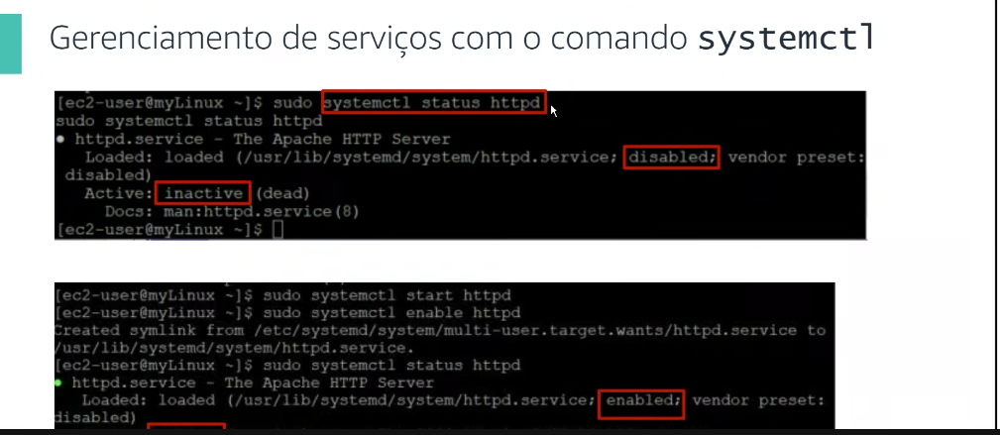 Gerenciamento de serviços com o comando systemctl
[ec2-user@myLinux ~]$ sudo systemctl status httpd
sudo systemctl status httpd
● httpd.service - The Apache HTTP Server
Loaded: loaded (/usr/lib/systemd/system/httpd.service; disabled; vendor preset:
disabled)
Active: inactive (dead)
Docs: man:httpd.service(8)
[ec2-user@myLinux ~]$
[ec2-user@myLinux ~]$ sudo systemctl start httpd
[ec2-user@myLinux ~]$ sudo systemctl enable httpd
Created symlink from /etc/systemd/system/multi-user.target.wants/httpd.service to
/usr/lib/systemd/system/httpd.service.
[ec2-user@myLinux ~]$ sudo systemctl status httpd
● httpd.service - The Apache HTTP Server
Loaded: loaded (/usr/lib/systemd/system/httpd.service; enabled; vendor preset:
disabled)